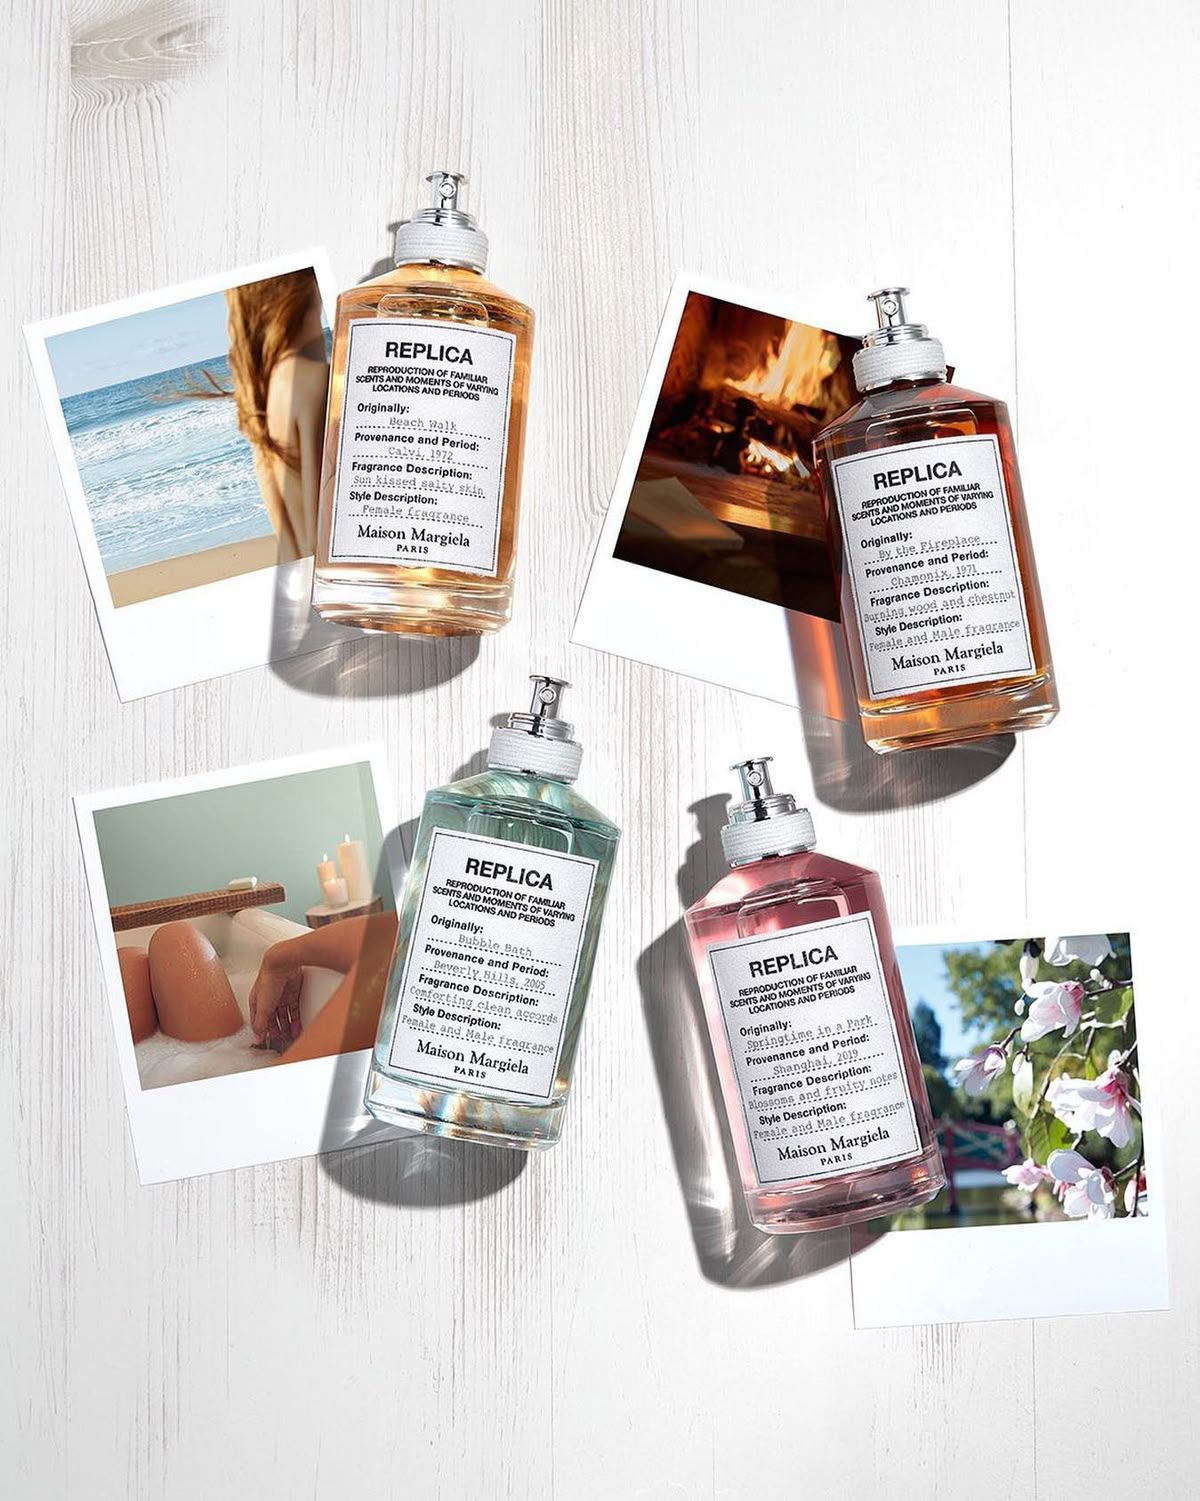 REPLICA
REPRODUCTION OF FAMILIAR
SCENTS AND MOMENTS OF VARYING
LOCATIONS AND PERIODS
Originally:
Beach Walk
Provenance and Period:
Calvi, 1972
Fragrance Description:
Sun kissed salty skin
Style Description:
Female fragrance
Maison Margiela
PARIS
REPLICA
REPRODUCTION OF FAMILIAR
SCENTS AND MOMENTS OF VARYING
LOCATIONS AND PERIODS
Originally:
By the Fireplace
Provenance and Period:
Chamonix, 1971
Fragrance Description:
Burning wood and chestnut
Style Description:
Female and Male fragrance
Maison Margiela
PARIS
REPLICA
REPRODUCTION OF FAMILIAR
SCENTS AND MOMENTS OF VARYING
LOCATIONS AND PERIODS
Originally:
Bubble Bath
Provenance and Period:
Beverly Hills, 2005
Fragrance Description:
Comforting clean accords
Style Description:
Female and Male fragrance
Maison Margiela
PARIS
REPLICA
REPRODUCTION OF FAMILIAR
SCENTS AND MOMENTS OF VARYING
LOCATIONS AND PERIODS
Originally:
Springtime in a Park
Provenance and Period:
Shanghai, 2019
Fragrance Description:
Blossoms and fruity notes
Style Description:
Female and Male fragrance
Maison Margiela
PARIS